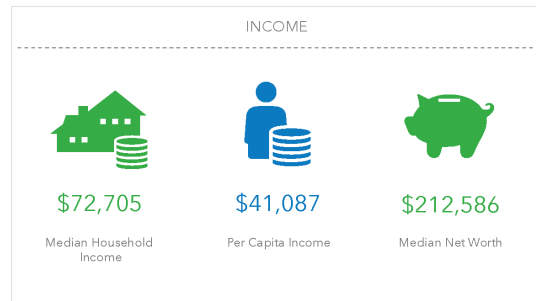 INCOME
$72,705
$41,087
$212,586
Median Household
Income
Per Capita Income
Median Net Worth